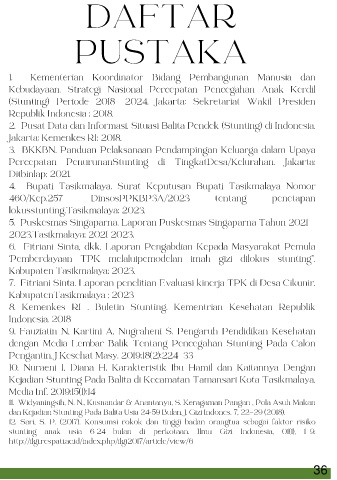 DAFTAR
PUSTAKA
1. Kementerian Koordinator Bidang Pembangunan Manusia dan
Kebudayaan. Strategi Nasional Percepatan Pencegahan Anak Kerdil
(Stunting) Periode 2018 2024. Jakarta: Sekretariat Wakil Presiden
Republik Indonesia ; 2018.
2. Pusat Data dan Informasi. Situasi Balita Pendek (Stunting) di Indonesia.
Jakarta: Kemenkes RI; 2018.
3. BKKBN. Panduan Pelaksanaan Pendampingan Keluarga dalam Upaya
Percepatan PenurunanStunting di TingkatDesa/Kelurahan. Jakarta:
Ditbinlap; 2021.
4. Bupati Tasikmalaya. Surat Keputusan Bupati Tasikmalaya Nomor
460/Kep.257 DinsosPPKBP3A/2023 tentang penetapan
lokusstunting.Tasikmalaya; 2023.
5. Puskesmas Singaparna. Laporan Puskesmas Singaparna Tahun 2021
2023.Tasikmalaya; 2021 2023.
6. Fitriani Sinta, dkk. Laporan Pengabdian Kepada Masyarakat Pemula
"Pemberdayaan TPK melaluipemodelan imah gizi dilokus stunting".
Kabupaten Tasikmalaya; 2023.
7. Fitriani Sinta. Laporan penelitian Evaluasi kinerja TPK di Desa Cikunir.
KabupatenTasikmalaya ; 2023
8. Kemenkes RI . Buletin Stunting. Kementrian Kesehatan Republik
Indonesia. 2018
9. Fauziatin N, Kartini A, Nugraheni S. Pengaruh Pendidikan Kesehatan
dengan Media Lembar Balik Tentang Pencegahan Stunting Pada Calon
Pengantin. J Keschat Masy. 2019;18(2):224 33
10. Nuraeni I, Diana H. Karakteristik Ibu Hamil dan Kaitannya Dengan
Kejadian Stunting Pada Balita di Kecamatan Tamansari Kota Tasikmalaya.
Media Inf. 2019;15(1):14
11. Widyaningsih, N. N., Kusnandar & Anantanyu, S. Keragaman Pangan , Pola Asuh Makan
dan Kejadian Stunting Pada Balita Usia 24-59 Bulan. J. Gizi Indones. 7, 22–29 (2018).
12. Sari, S. P. (2017). Konsumsi rokok dan tinggi badan orangtua sebagai faktor risiko
stunting anak usia 6-24 bulan di perkotaan. Ilmu Gizi Indonesia, 01(1), 1 9.
http://ilgi.respati.ac.id/index.php/ilgi2017/article/view/6
36